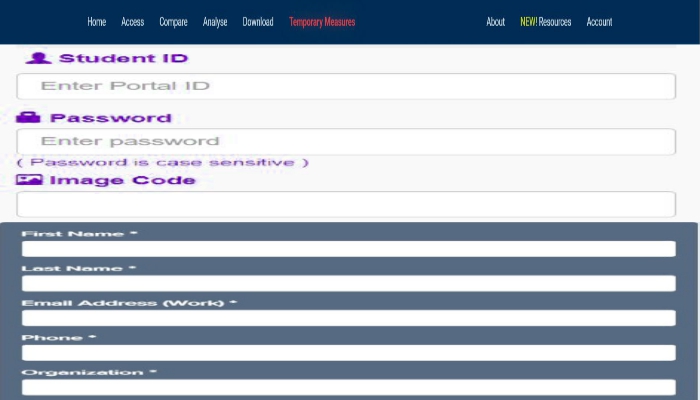 Home Access Compare Analyse Download Temporary Measures About NEW! Resources Account
Student ID
Enter Portal ID
Password
Enter password
( Password is case sensitive )
Image Code
First Name *
Last Name *
Email Address (Work) *
Phone *
Organization *